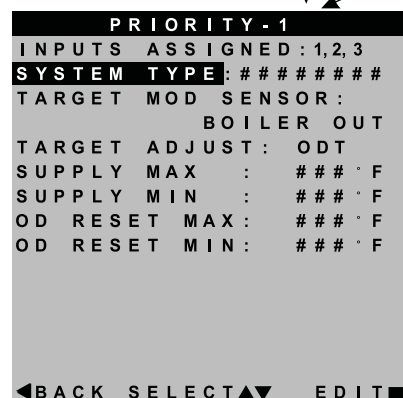 PRIORITY-1
INPUTS ASSIGNED:1,2,3
SYSTEM TYPE:########
TARGET MOD SENSOR:
BOILER OUT
TARGET ADJUST: ODT
SUPPLY MAX : ###°F
SUPPLY MIN : ###°F
OD RESET MAX: ###°F
OD RESET MIN: ###°F
◀BACK SELECT▲▼ EDIT■